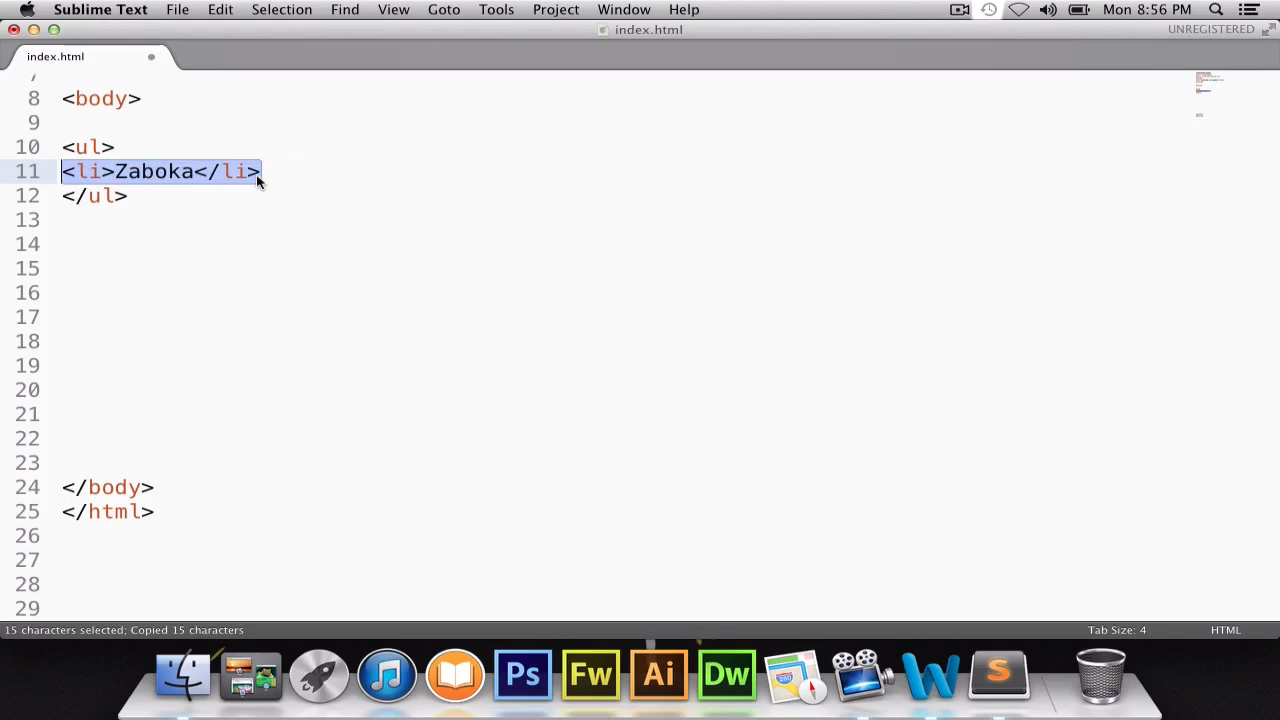 Sublime Text File Edit Selection Find View Goto Tools Project Window Help Mon 8:56 PM
index.html UNREGISTERED
index.html
7
8 <body>
9
10 <ul>
11 <li>Zaboka</li>
12 </ul>
13
14
15
16
17
18
19
20
21
22
23
24 </body>
25 </html>
26
27
28
29
15 characters selected; Copied 15 characters Tab Size: 4 HTML
Ps Fw Ai Dw 280 W S